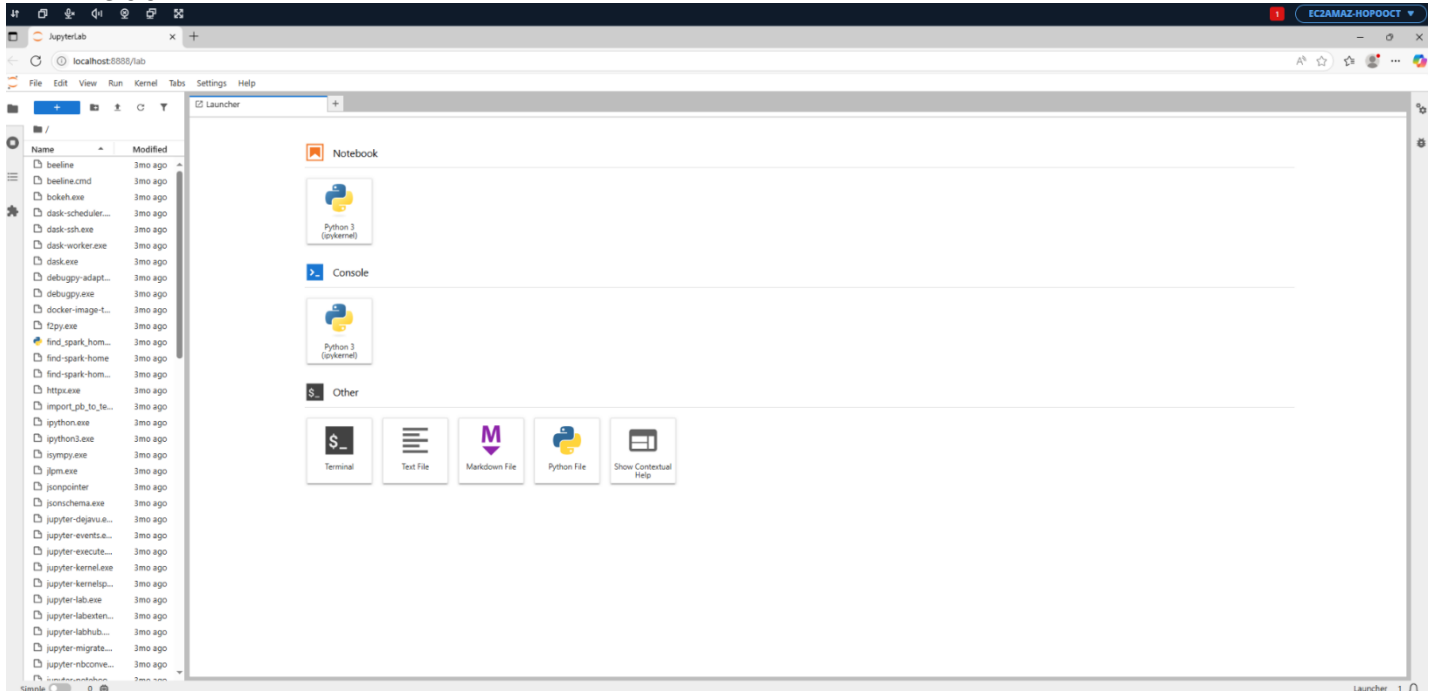 1
EC2AMAZ-HOPOOCT
JupyterLab
localhost:8888/lab
File Edit View Run Kernel Tabs Settings Help
Launcher
/
Name Modified
beeline 3mo ago
beeline.cmd 3mo ago
bokeh.exe 3mo ago
dask-scheduler.... 3mo ago
dask-ssh.exe 3mo ago
dask-worker.exe 3mo ago
dask.exe 3mo ago
debugpy-adapt... 3mo ago
debugpy.exe 3mo ago
docker-image-t... 3mo ago
f2py.exe 3mo ago
find_spark_hom... 3mo ago
find-spark-home 3mo ago
find-spark-hom... 3mo ago
httpx.exe 3mo ago
import_pb_to_te... 3mo ago
ipython.exe 3mo ago
ipython3.exe 3mo ago
isympy.exe 3mo ago
jlpm.exe 3mo ago
jsonpointer 3mo ago
jsonschema.exe 3mo ago
jupyter-dejavu.e... 3mo ago
jupyter-events.e... 3mo ago
jupyter-execute.... 3mo ago
jupyter-kernel.exe 3mo ago
jupyter-kernelsp... 3mo ago
jupyter-lab.exe 3mo ago
jupyter-labexten... 3mo ago
jupyter-labhub.... 3mo ago
jupyter-migrate.... 3mo ago
jupyter-nbconve... 3mo ago
Notebook
Python 3
(ipykernel)
Console
Python 3
(ipykernel)
$_ Other
$_
Terminal
Text File
M
Markdown File
Python File
Show Contextual
Help
Simple 0
Launcher 1